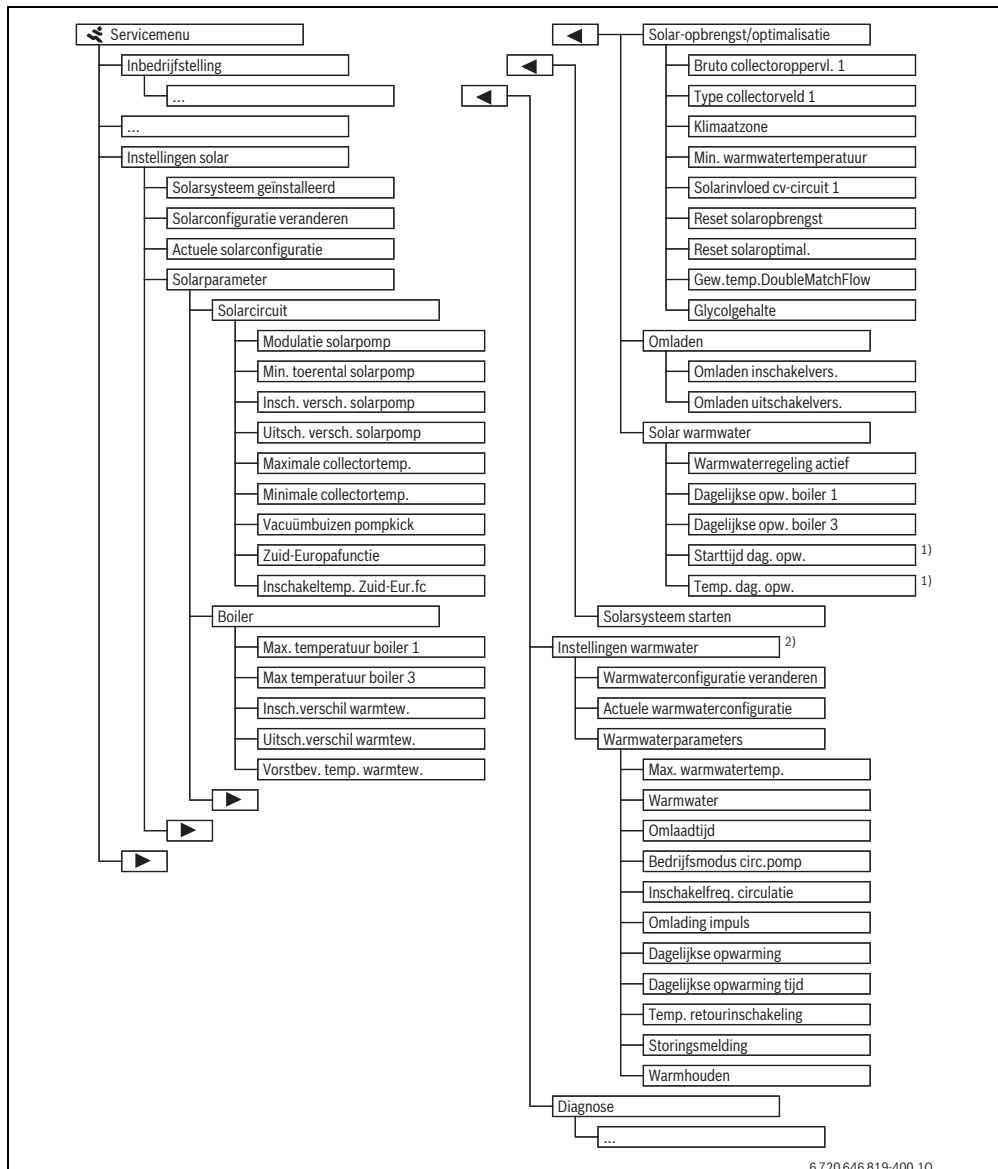 Servicemenu
Inbedrijfstelling
...
...
Instellingen solar
Solarsysteem geïnstalleerd
Solarconfiguratie veranderen
Actuele solarconfiguratie
Solarparameter
Solarcircuit
Modulatie solarpomp
Min. toerental solarpomp
Insch. versch. solarpomp
Uitsch. versch. solarpomp
Maximale collectortemp.
Minimale collectortemp.
Vacuümbuizen pompkick
Zuid-Europafunctie
Inschakeltemp. Zuid-Eur.fc
Boiler
Max. temperatuur boiler 1
Max temperatuur boiler 3
Insch.verschil warmtew.
Uitsch.verschil warmtew.
Vorstbev. temp. warmtew.
Solar-opbrengst/optimalisatie
Bruto collectoroppervl. 1
Type collectorveld 1
Klimaatzone
Min. warmwatertemperatuur
Solarinvloed cv-circuit 1
Reset solaropbrengst
Reset solaroptimal.
Gew.temp.DoubleMatchFlow
Glycolgehalte
Omladen
Omladen inschakelvers.
Omladen uitschakelvers.
Solar warmwater
Warmwaterregeling actief
Dagelijkse opw. boiler 1
Dagelijkse opw. boiler 3
Starttijd dag. opw. 1)
Temp. dag. opw. 1)
Solarsysteem starten
Instellingen warmwater 2)
Warmwaterconfiguratie veranderen
Actuele warmwaterconfiguratie
Warmwaterparameters
Max. warmwatertemp.
Warmwater
Omlaadtijd
Bedrijfsmodus circ.pomp
Inschakelfreq. circulatie
Omlading impuls
Dagelijkse opwarming
Dagelijkse opwarming tijd
Temp. retourinschakeling
Storingsmelding
Warmhouden
Diagnose
...
6 720 646 819-400.1O